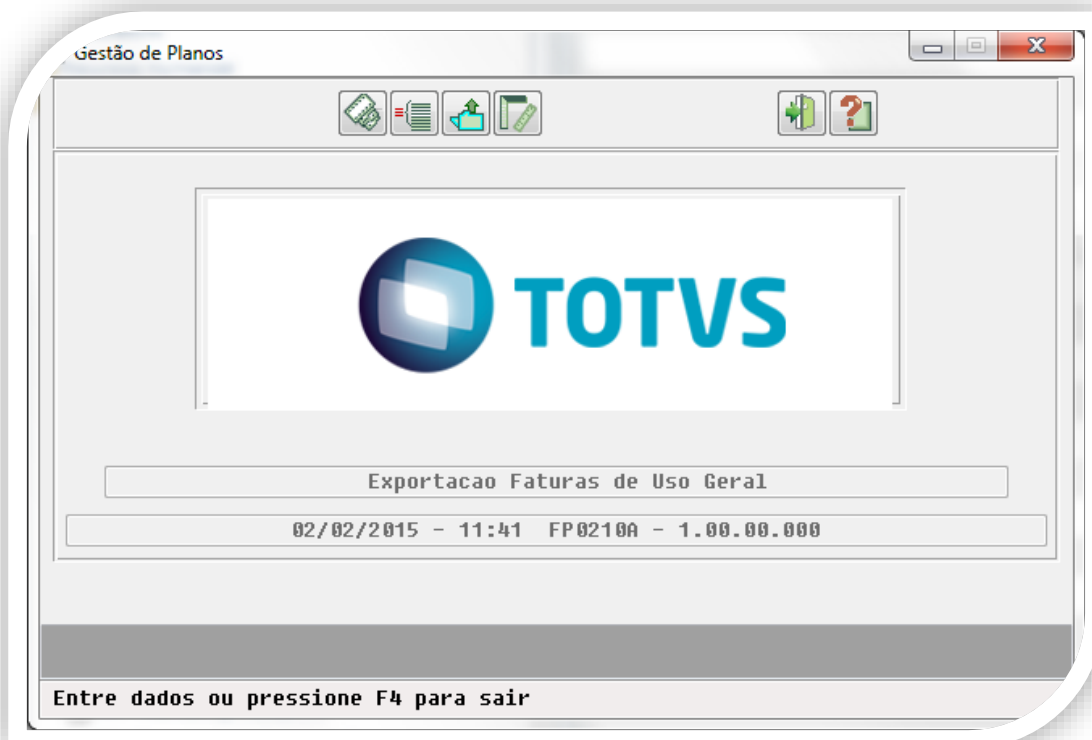 Gestão de Planos
TOTVS
Exportacao Faturas de Uso Geral
02/02/2015 - 11:41 FP0210A - 1.00.00.000
Entre dados ou pressione F4 para sair